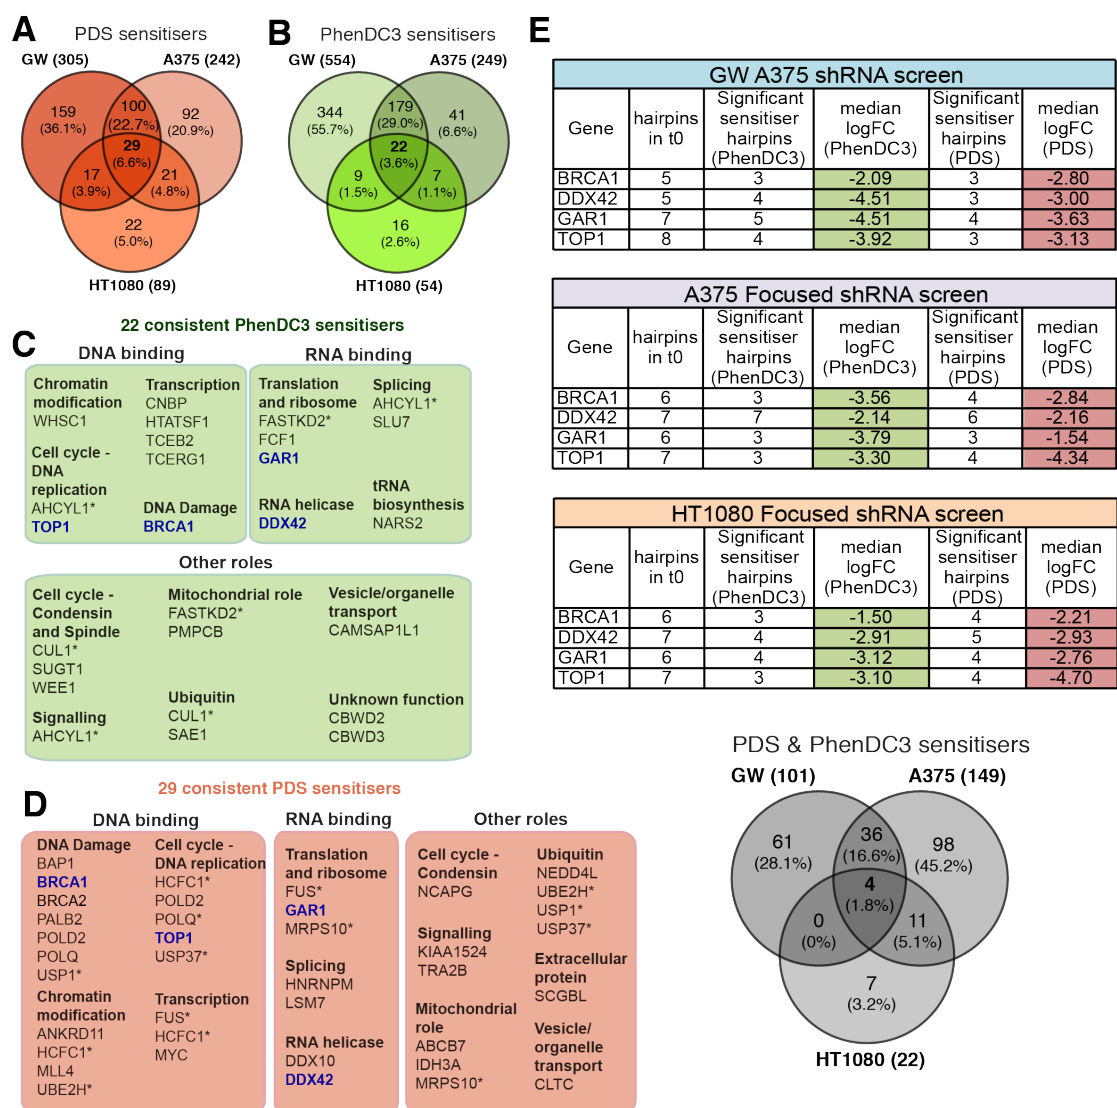 A
PDS sensitisers
GW (305)
A375 (242)
159
(36.1%)
100
(22.7%)
92
(20.9%)
29
(6.6%)
17
(3.9%)
21
(4.8%)
22
(5.0%)
HT1080 (89)
B
PhenDC3 sensitisers
GW (554)
A375 (249)
344
(55.7%)
179
(29.0%)
41
(6.6%)
22
(3.6%)
9
(1.5%)
7
(1.1%)
16
(2.6%)
HT1080 (54)
C
22 consistent PhenDC3 sensitisers
DNA binding
Chromatin
modification
WHSC1
Cell cycle -
DNA
replication
AHCYL1*
TOP1
Transcription
CNBP
HTATSF1
TCEB2
TCERG1
DNA Damage
BRCA1
RNA binding
Translation
and ribosome
FASTKD2*
FCF1
GAR1
RNA helicase
DDX42
Splicing
AHCYL1*
SLU7
tRNA
biosynthesis
NARS2
Other roles
Cell cycle -
Condensin
and Spindle
CUL1*
SUGT1
WEE1
Signalling
AHCYL1*
Mitochondrial role
FASTKD2*
PMPCB
Ubiquitin
CUL1*
SAE1
Vesicle/organelle
transport
CAMSAP1L1
Unknown function
CBWD2
CBWD3
D
29 consistent PDS sensitisers
DNA binding
DNA Damage
BAP1
BRCA1
BRCA2
PALB2
POLD2
POLQ
USP1*
Chromatin
modification
ANKRD11
HCFC1*
MLL4
UBE2H*
Cell cycle -
DNA replication
HCFC1*
POLD2
POLQ*
TOP1
USP37*
Transcription
FUS*
HCFC1*
MYC
RNA binding
Translation
and ribosome
FUS*
GAR1
MRPS10*
Splicing
HNRNPM
LSM7
RNA helicase
DDX10
DDX42
Other roles
Cell cycle -
Condensin
NCAPG
Signalling
KIAA1524
TRA2B
Mitochondrial
role
ABCB7
IDH3A
MRPS10*
Ubiquitin
NEDD4L
UBE2H*
USP1*
USP37*
Extracellular
protein
SCGBL
Vesicle/
organelle
transport
CLTC
E
GW A375 shRNA screen
Gene
hairpins
in t0
Significant
sensitiser
hairpins
(PhenDC3)
median
logFC
(PhenDC3)
Significant
sensitiser
hairpins
(PDS)
median
logFC
(PDS)
BRCA1 5 3 -2.09 3 -2.80
DDX42 5 4 -4.51 3 -3.00
GAR1 7 5 -4.51 4 -3.63
TOP1 8 4 -3.92 3 -3.13
A375 Focused shRNA screen
Gene
hairpins
in t0
Significant
sensitiser
hairpins
(PhenDC3)
median
logFC
(PhenDC3)
Significant
sensitiser
hairpins
(PDS)
median
logFC
(PDS)
BRCA1 6 3 -3.56 4 -2.84
DDX42 7 7 -2.14 6 -2.16
GAR1 6 3 -3.79 3 -1.54
TOP1 7 3 -3.30 4 -4.34
HT1080 Focused shRNA screen
Gene
hairpins
in t0
Significant
sensitiser
hairpins
(PhenDC3)
median
logFC
(PhenDC3)
Significant
sensitiser
hairpins
(PDS)
median
logFC
(PDS)
BRCA1 6 3 -1.50 4 -2.21
DDX42 7 4 -2.91 5 -2.93
GAR1 6 4 -3.12 4 -2.76
TOP1 7 3 -3.10 4 -4.70
PDS & PhenDC3 sensitisers
GW (101)
A375 (149)
61
(28.1%)
36
(16.6%)
98
(45.2%)
4
(1.8%)
0
(0%)
11
(5.1%)
7
(3.2%)
HT1080 (22)